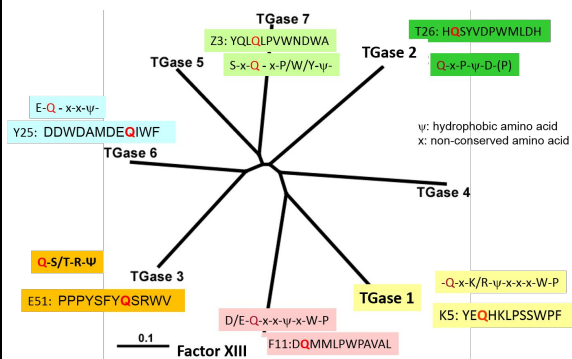 TGase 7
Z3: YQLQLPVWNDWA
S-x-Q - x-P/W/Y-ψ-
TGase 5
TGase 2
T26: HQSYVDPWMLDH
Q-x-P-ψ-D-(P)
ψ: hydrophobic amino acid
x: non-conserved amino acid
E-Q - x-x-ψ-
Y25: DDWDAMDEQIWF
TGase 6
TGase 4
Q-S/T-R-Ψ
TGase 3
E51: PPPYSFYQSRWV
-Q-x-K/R-ψ-x-x-x-W-P
TGase 1
K5: YEQHKLPSSWPF
D/E-Q-x-x-ψ-x-W-P
F11:DQMMLPWPAVAL
0.1
Factor XIII